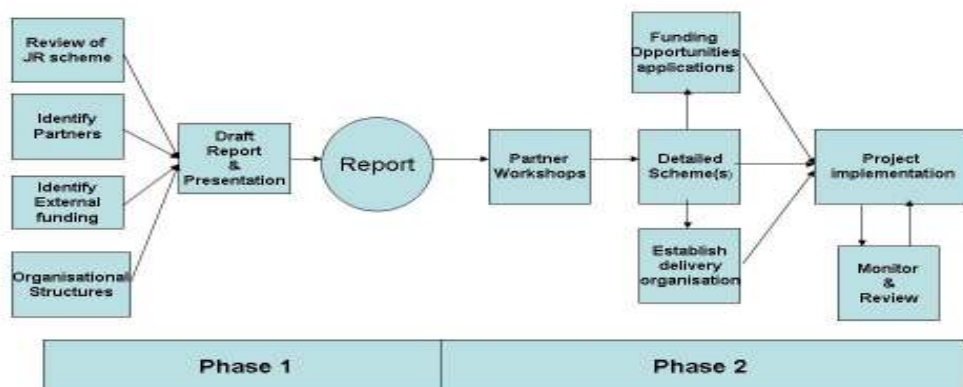 Review of
JR scheme
Identify
Partners
Identify
External
funding
Organisational
Structures
Draft
Report
&
Presentation
Report
Partner
Workshops
Funding
Opportunities
applications
Detailed
Scheme(s)
Establish
delivery
organisation
Project
implementation
Monitor
&
Review
Phase 1
Phase 2